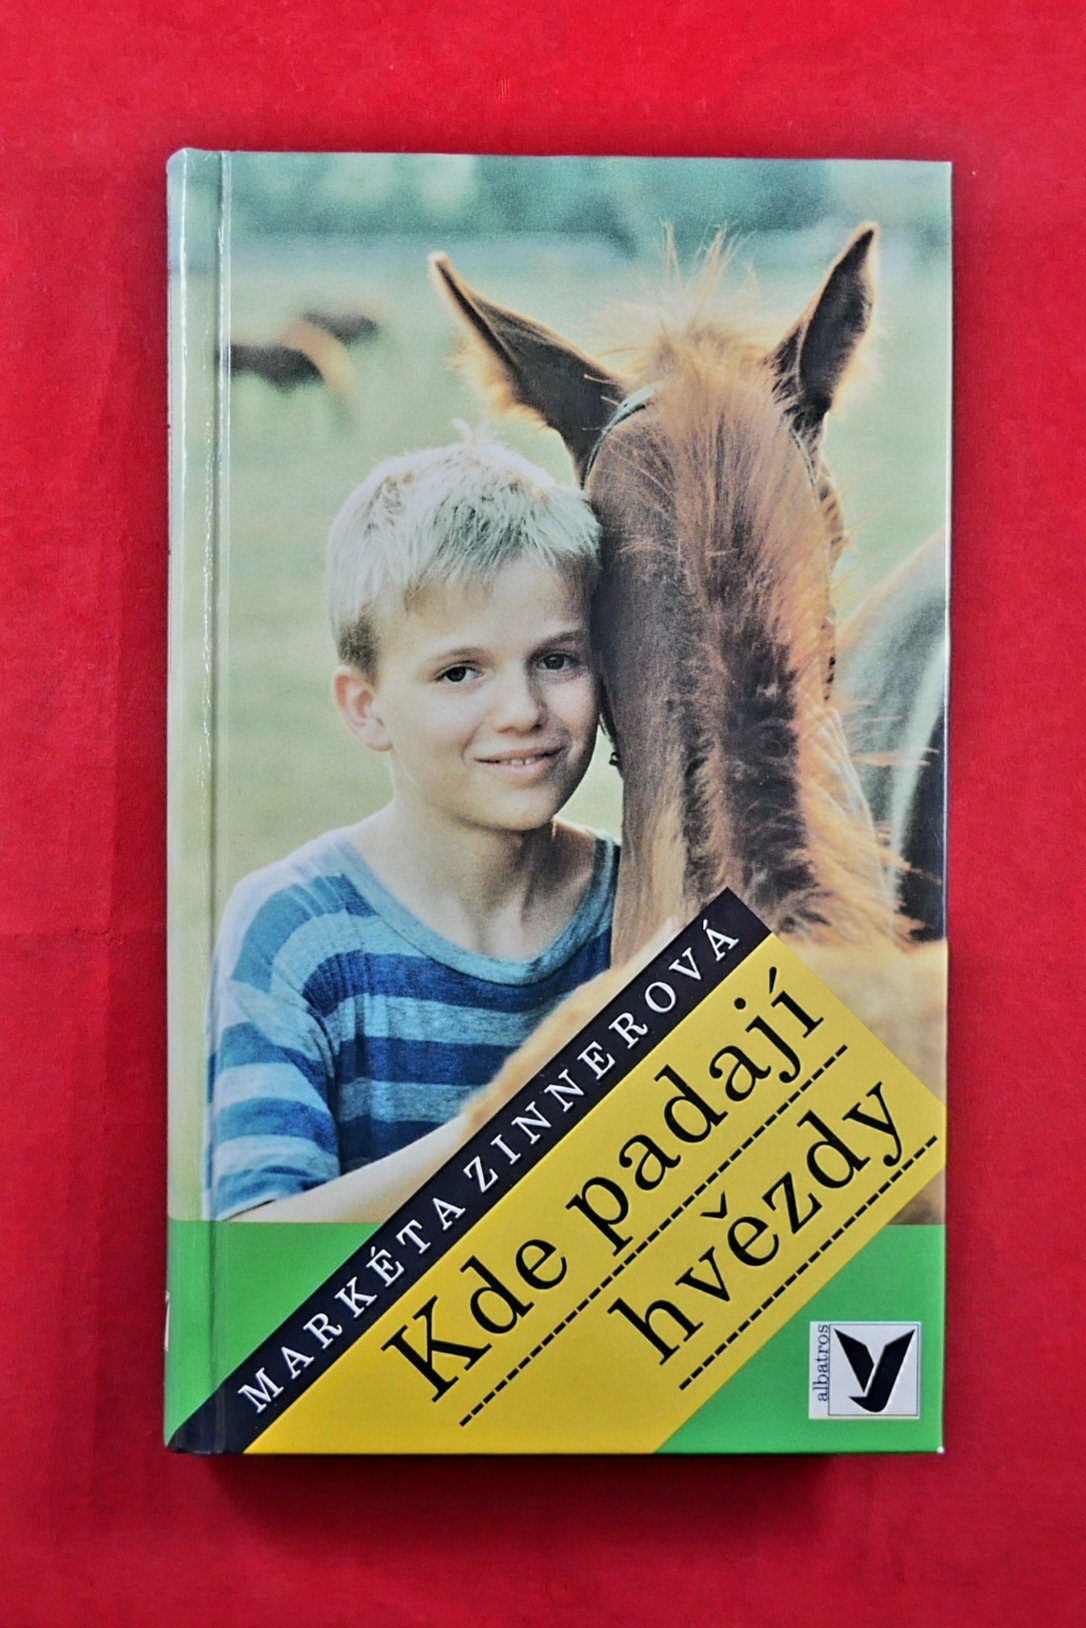 MARKÉTA ZINNEROVÁ
Kde padají
hvězdy
albatros